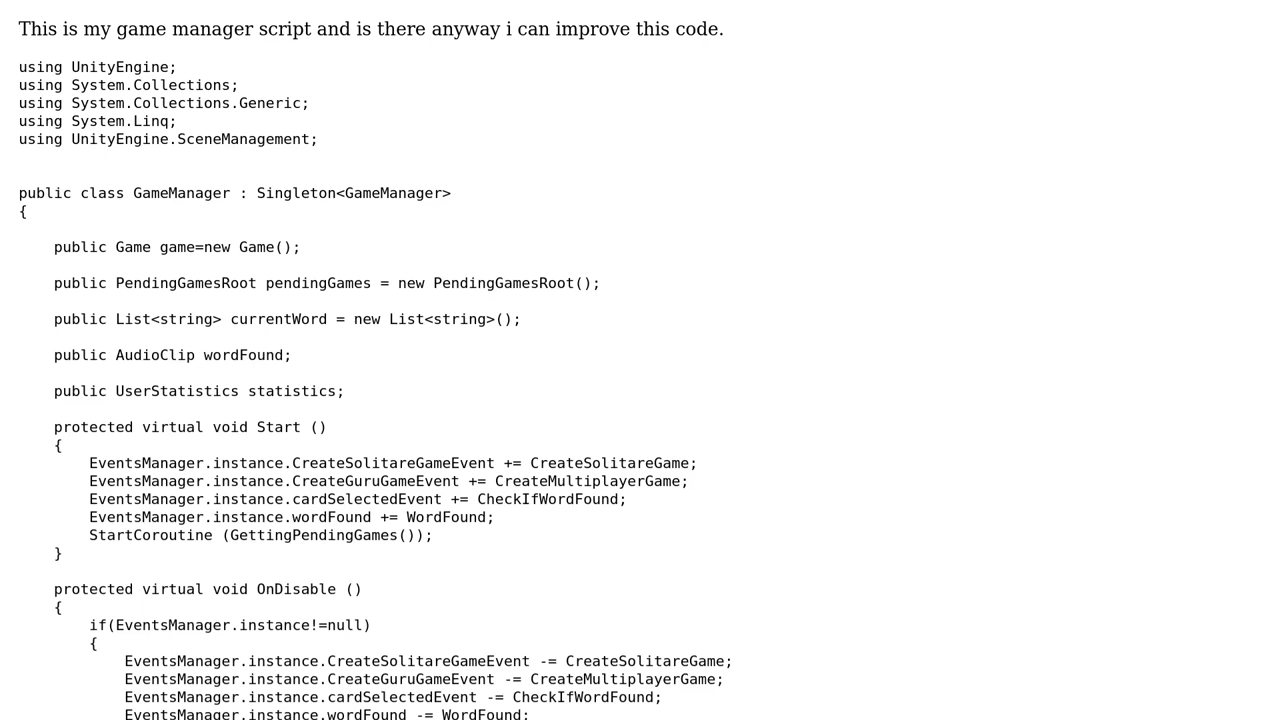 This is my game manager script and is there anyway i can improve this code.
using UnityEngine;
using System.Collections;
using System.Collections.Generic;
using System.Linq;
using UnityEngine.SceneManagement;
public class GameManager : Singleton<GameManager>
{
public Game game=new Game();
public PendingGamesRoot pendingGames = new PendingGamesRoot();
public List<string> currentWord = new List<string>();
public AudioClip wordFound;
public UserStatistics statistics;
protected virtual void Start ()
{
EventsManager.instance.CreateSolitareGameEvent += CreateSolitareGame;
EventsManager.instance.CreateGuruGameEvent += CreateMultiplayerGame;
EventsManager.instance.cardSelectedEvent += CheckIfWordFound;
EventsManager.instance.wordFound += WordFound;
StartCoroutine (GettingPendingGames());
}
protected virtual void OnDisable ()
{
if(EventsManager.instance!=null)
{
EventsManager.instance.CreateSolitareGameEvent -= CreateSolitareGame;
EventsManager.instance.CreateGuruGameEvent -= CreateMultiplayerGame;
EventsManager.instance.cardSelectedEvent -= CheckIfWordFound;
EventsManager.instance.wordFound -= WordFound;